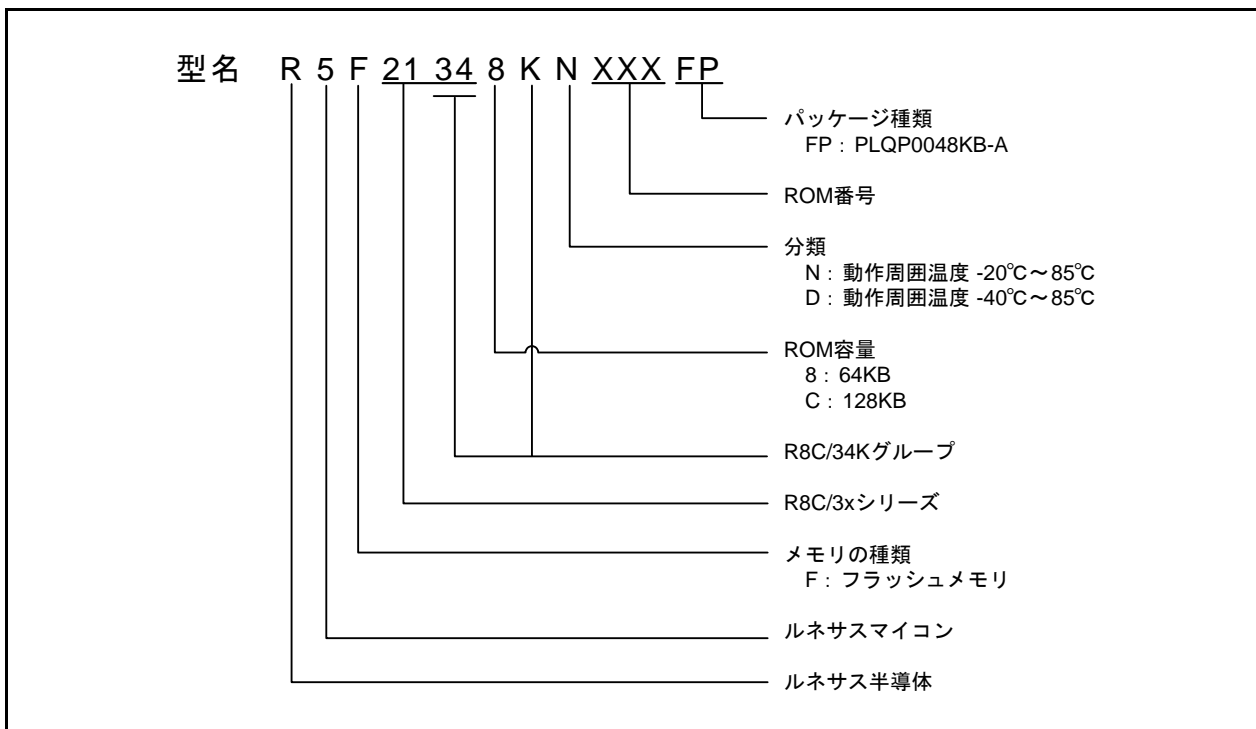 型名 R 5 F 21 34 8 K N XXX FP
パッケージ種類
FP : PLQP0048KB-A
ROM番号
分類
N : 動作周囲温度 -20℃～85℃
D : 動作周囲温度 -40℃～85℃
ROM容量
8 : 64KB
C : 128KB
R8C/34Kグループ
R8C/3xシリーズ
メモリの種類
F : フラッシュメモリ
ルネサスマイコン
ルネサス半導体